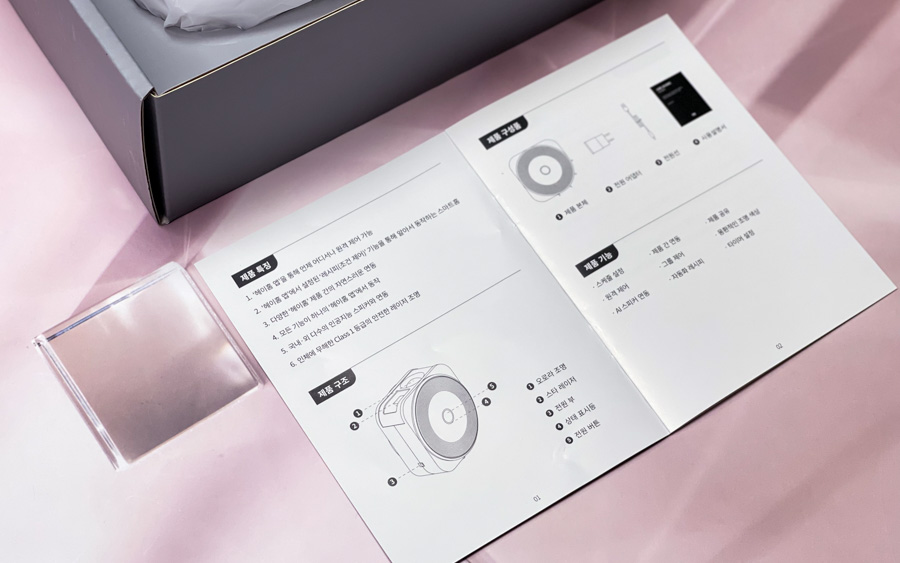 제품 특징
1. '헤이홈 앱'을 통해 언제 어디서나 원격 제어 가능
2. '헤이홈 앱'에서 설정된 '레시피(조건 제어)' 기능을 통해 알아서 동작하는 스마트홈
3. 다양한 '헤이홈' 제품 간의 자연스러운 연동
4. 모든 기능이 하나의 '헤이홈 앱'에서 동작
5. 국내·외 다수의 인공지능 스피커와 연동
6. 인체에 무해한 Class 1 등급의 안전한 레이저 조명
제품 구조
1
2
3
4
5
1 오로라 조명
2 스타 레이저
3 전원 부
4 상태 표시등
5 전원 버튼
01
제품 구성품
1 제품 본체
2 전원 어댑터
3 전원선
4 사용설명서
제품 기능
· 스케줄 설정
· 제품 간 연동
· 제품 공유
· 원격 제어
· 그룹 제어
· 몽환적인 조명 색상
· AI 스피커 연동
· 자동화 레시피
· 타이머 설정
02